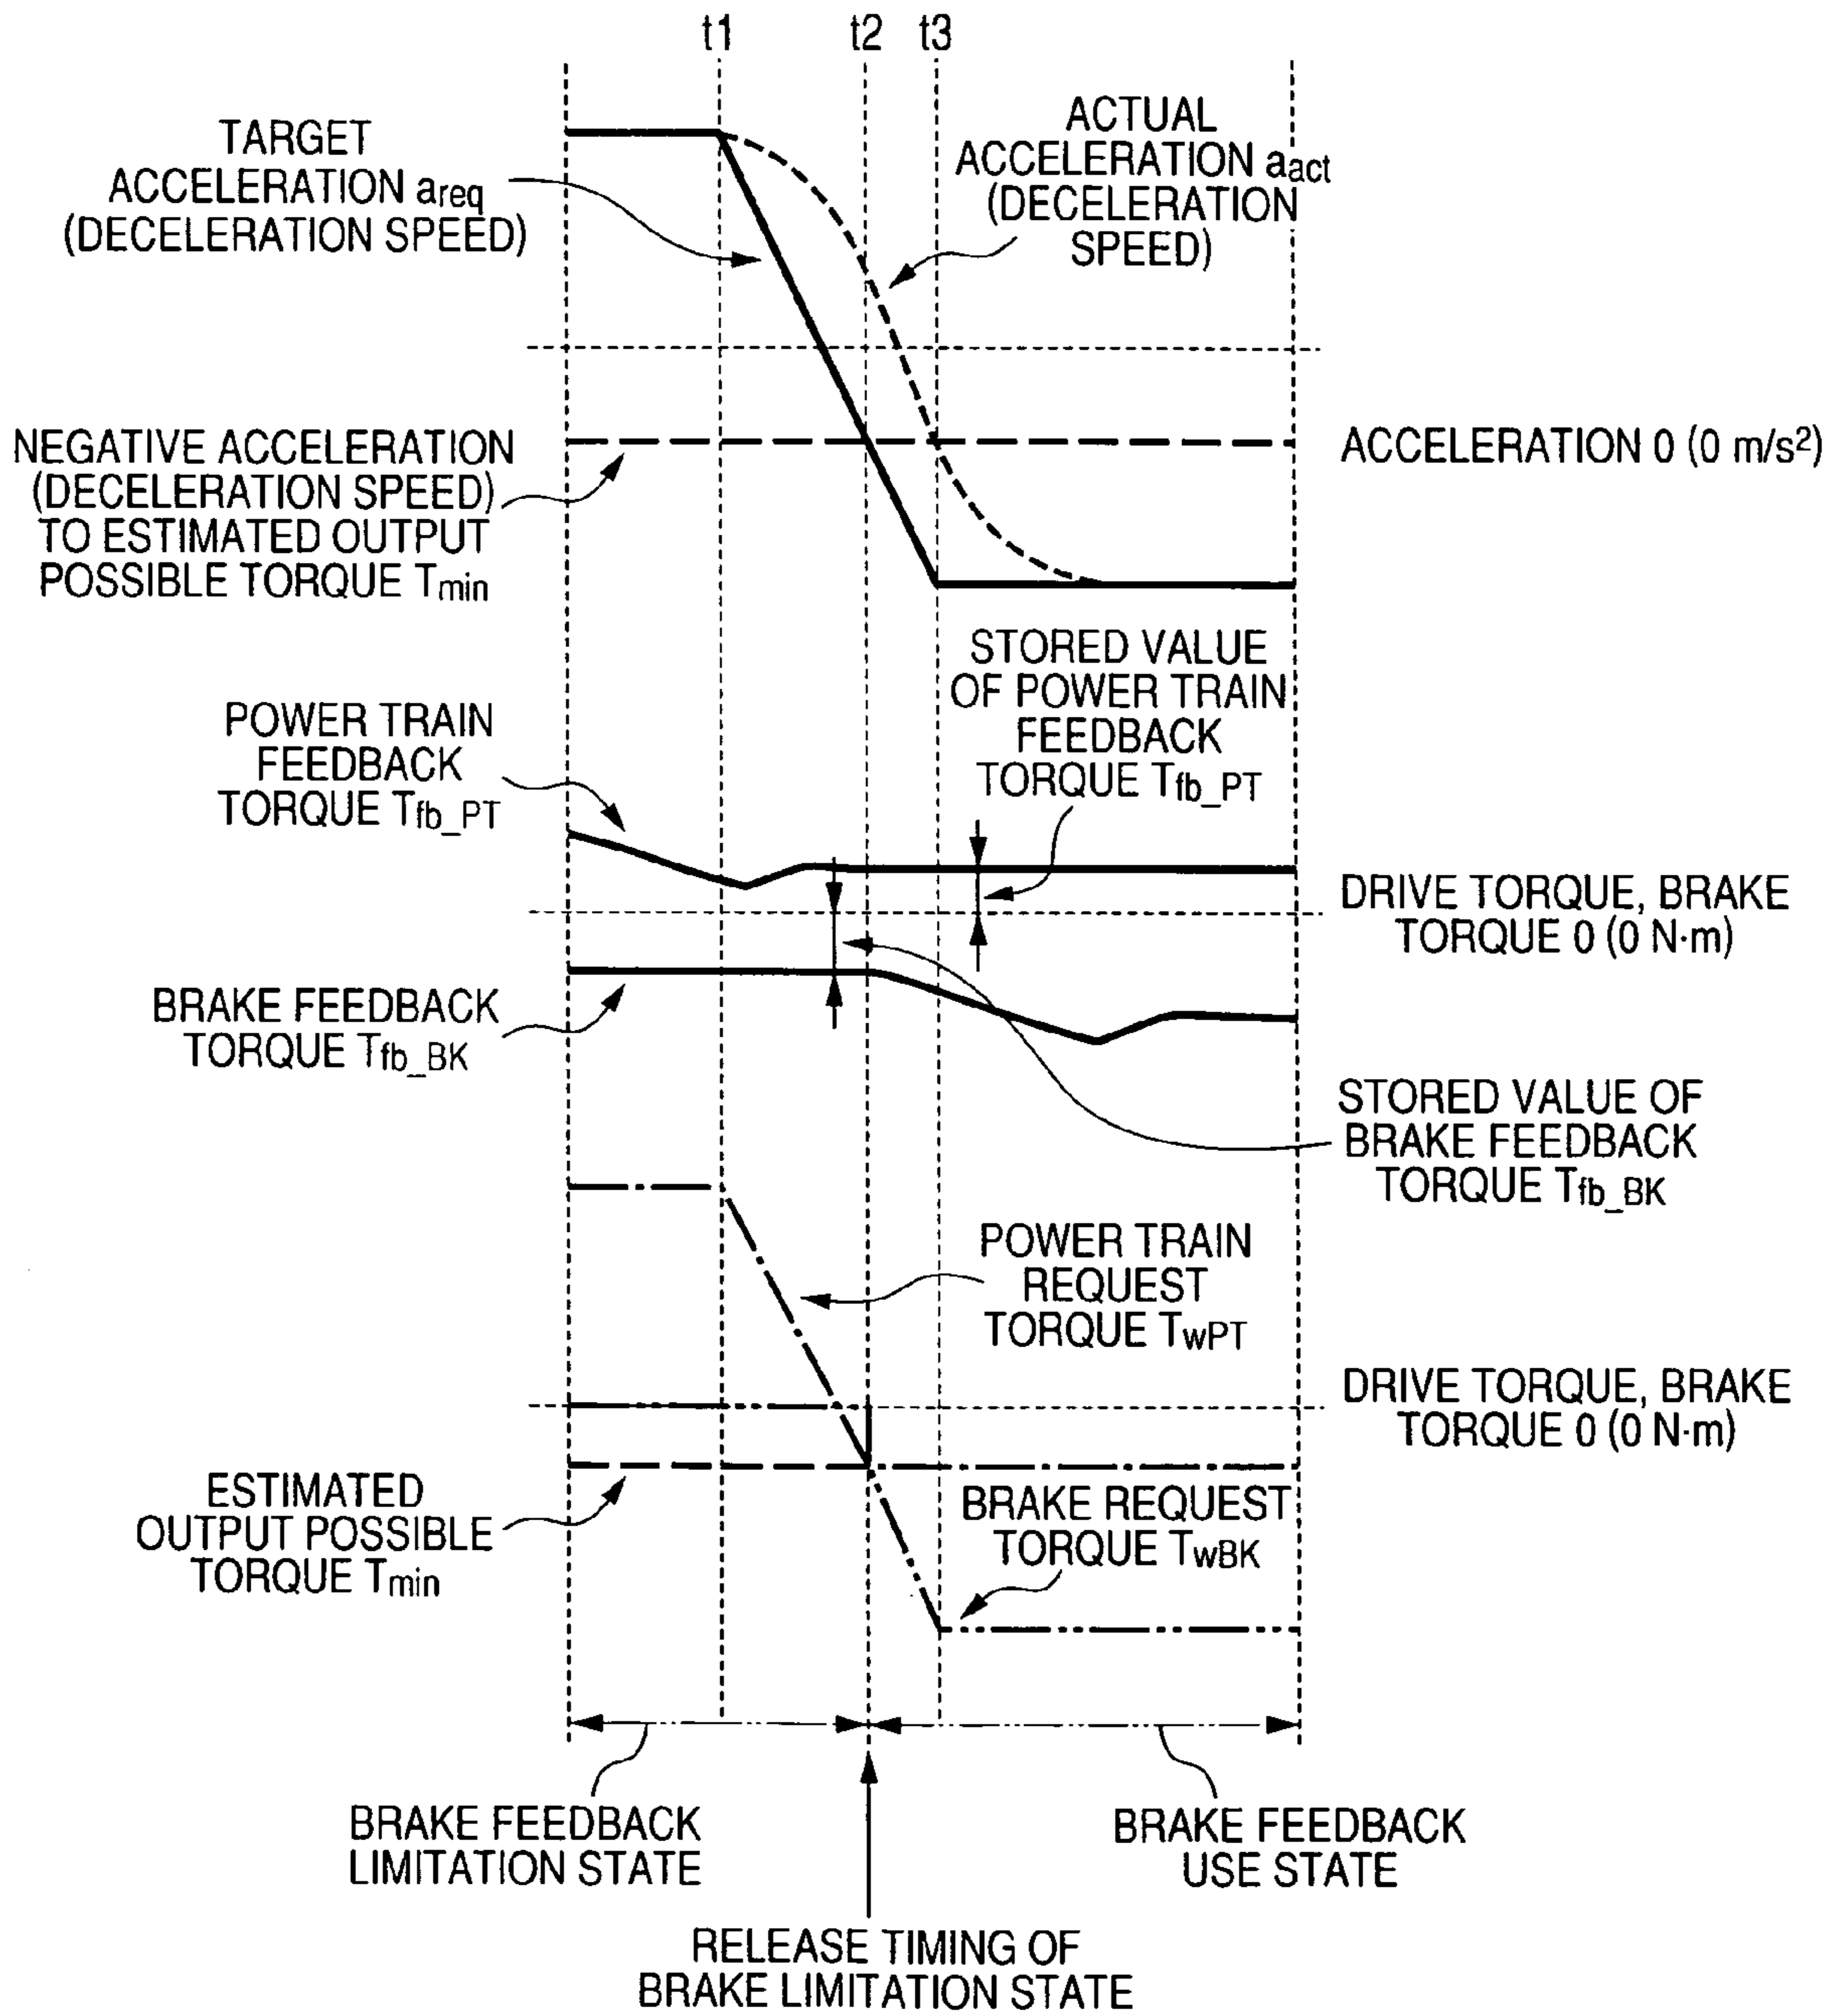 t1
t2
t3
TARGET
ACCELERATION areq
(DECELERATION SPEED)
ACTUAL
ACCELERATION aact
(DECELERATION
SPEED)
NEGATIVE ACCELERATION
(DECELERATION SPEED)
TO ESTIMATED OUTPUT
POSSIBLE TORQUE Tmin
ACCELERATION 0 (0 m/s²)
STORED VALUE
OF POWER TRAIN
FEEDBACK
TORQUE Tfb_PT
POWER TRAIN
FEEDBACK
TORQUE Tfb_PT
DRIVE TORQUE, BRAKE
TORQUE 0 (0 N·m)
BRAKE FEEDBACK
TORQUE Tfb_BK
STORED VALUE OF
BRAKE FEEDBACK
TORQUE Tfb_BK
POWER TRAIN
REQUEST
TORQUE TwPT
DRIVE TORQUE, BRAKE
TORQUE 0 (0 N·m)
ESTIMATED
OUTPUT POSSIBLE
TORQUE Tmin
BRAKE REQUEST
TORQUE TwBK
BRAKE FEEDBACK
LIMITATION STATE
BRAKE FEEDBACK
USE STATE
RELEASE TIMING OF
BRAKE LIMITATION STATE